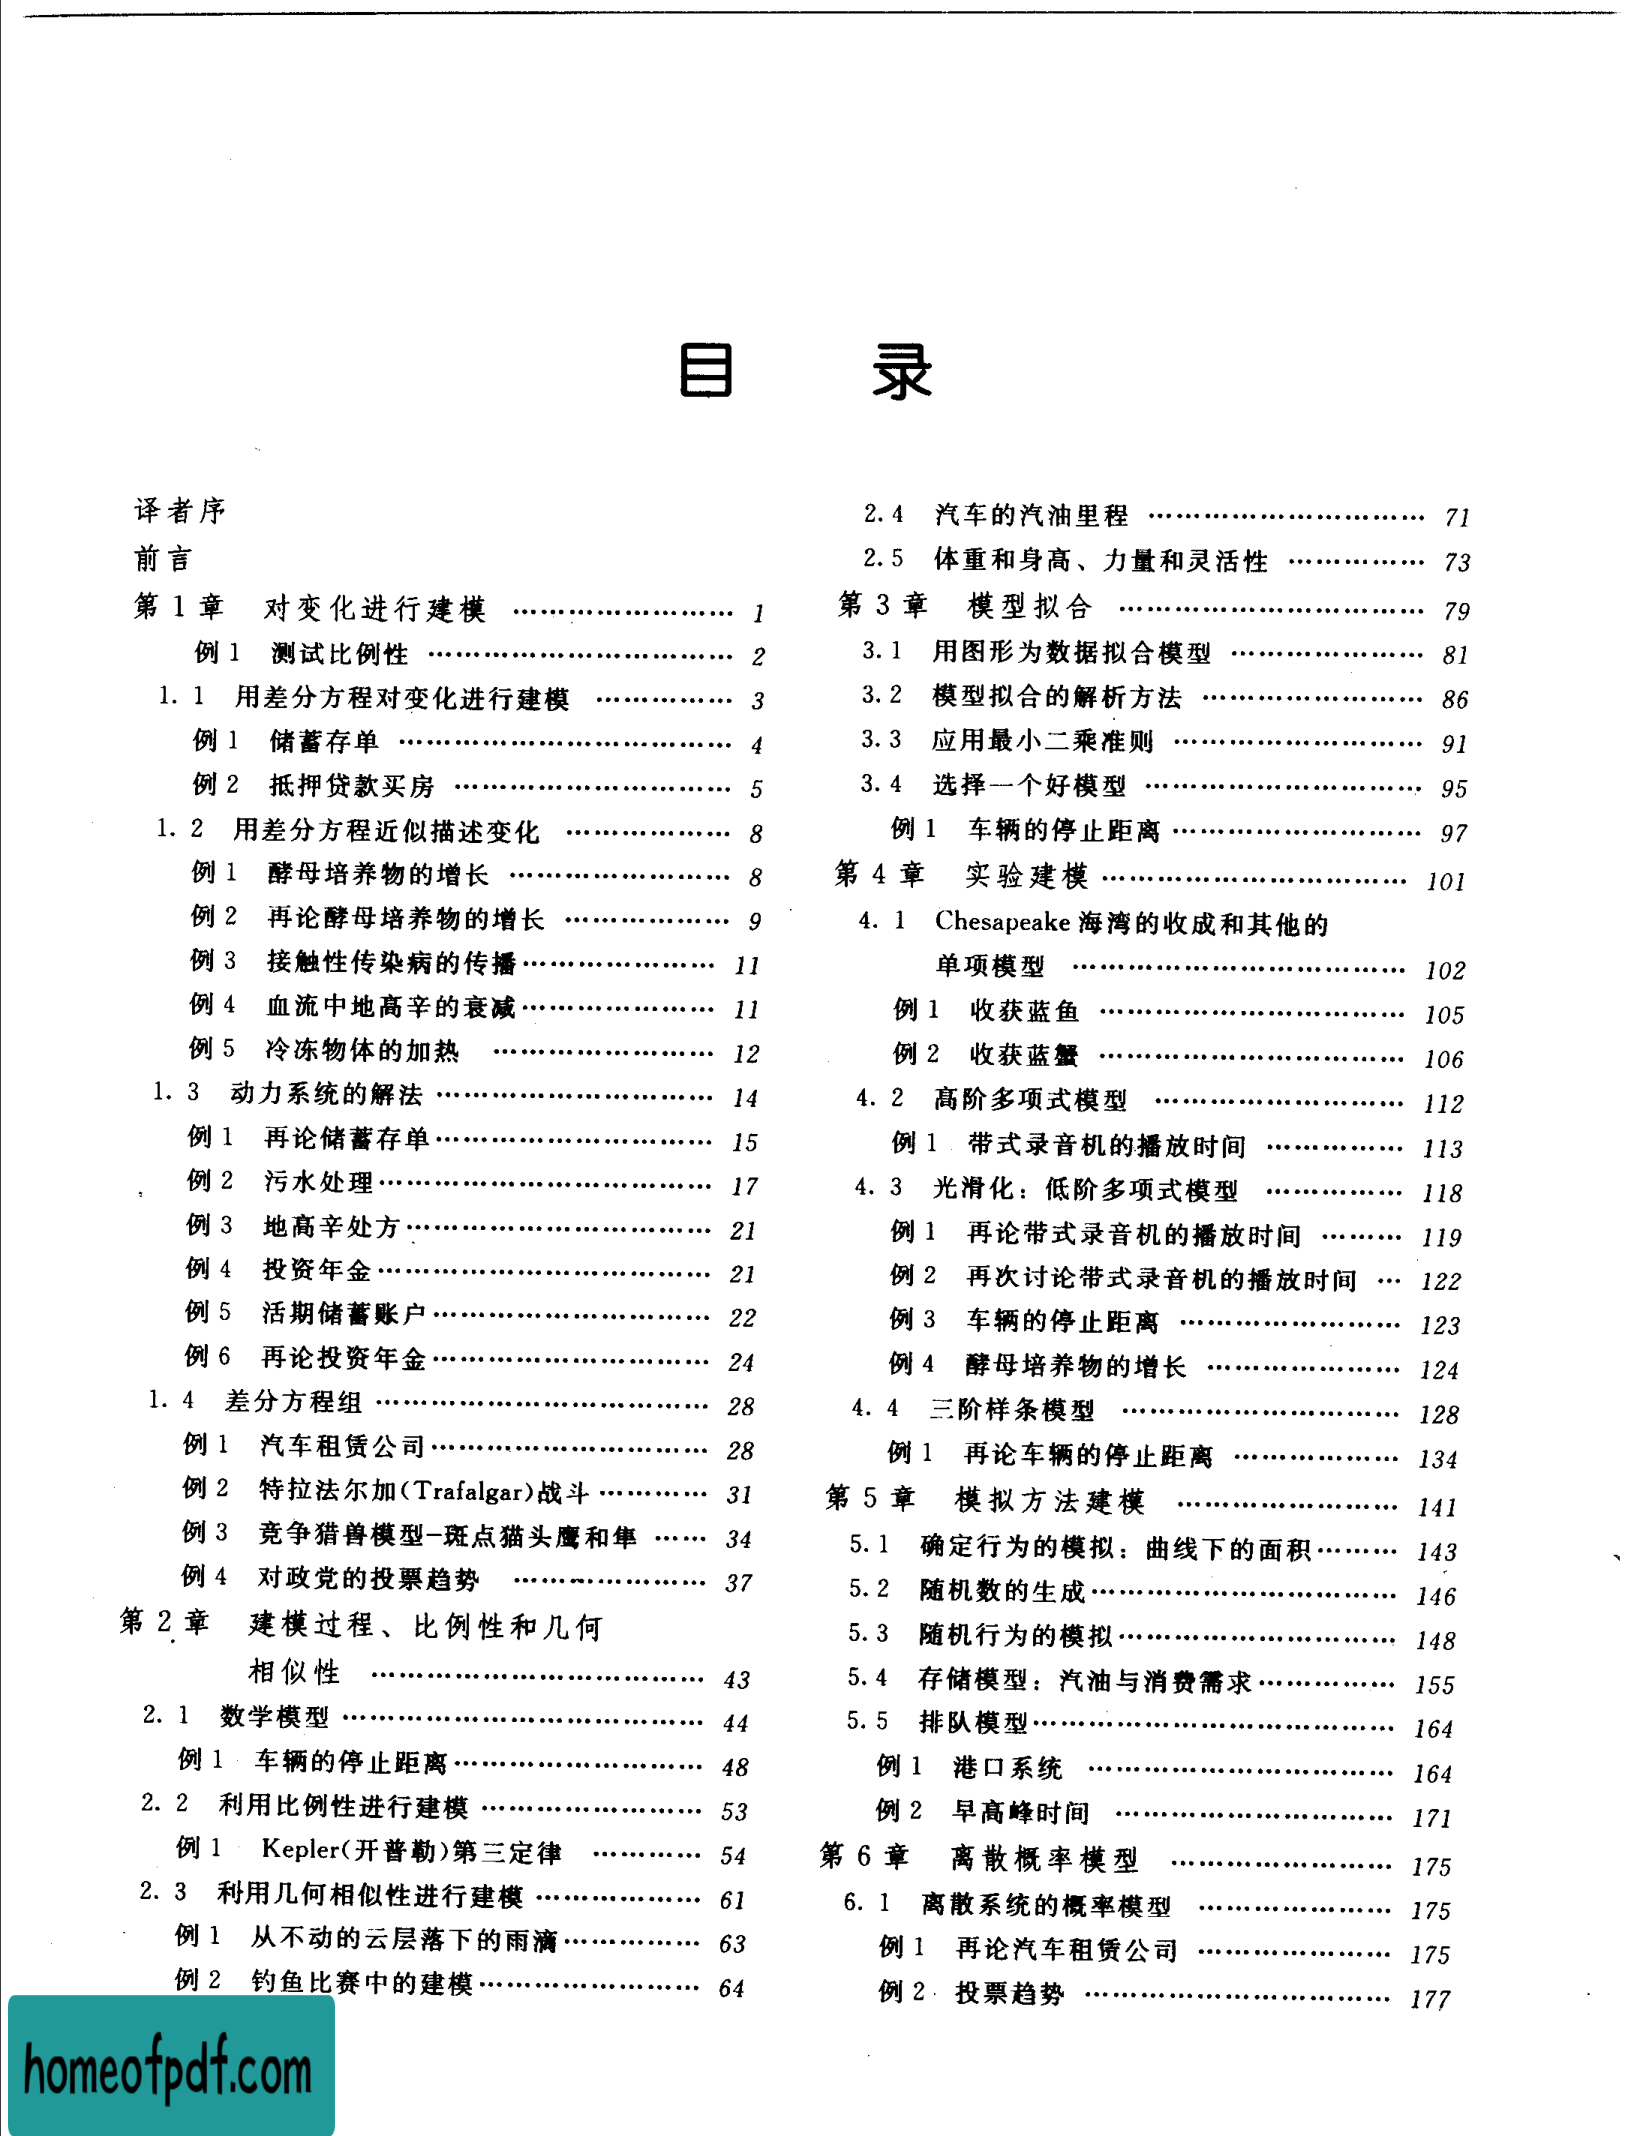 目 录
译者序
前言
第1章 对变化进行建模 …………………… 1
例1 测试比例性 …………………………… 2
1.1 用差分方程对变化进行建模 …………… 3
例1 储蓄存单 ……………………………… 4
例2 抵押贷款买房 ………………………… 5
1.2 用差分方程近似描述变化 ……………… 8
例1 酵母培养物的增长 …………………… 8
例2 再论酵母培养物的增长 ……………… 9
例3 接触性传染病的传播………………… 11
例4 血流中地高辛的衰减………………… 11
例5 冷冻物体的加热 …………………… 12
1.3 动力系统的解法 ………………………… 14
例1 再论储蓄存单………………………… 15
例2 污水处理……………………………… 17
例3 地高辛处方…………………………… 21
例4 投资年金……………………………… 21
例5 活期储蓄账户………………………… 22
例6 再论投资年金………………………… 24
1.4 差分方程组 ……………………………… 28
例1 汽车租赁公司………………………… 28
例2 特拉法尔加(Trafalgar)战斗 ………… 31
例3 竞争猎兽模型-斑点猫头鹰和隼 …… 34
例4 对政党的投票趋势 ………………… 37
第2章 建模过程、比例性和几何
相似性 ……………………………… 43
2.1 数学模型 ………………………………… 44
例1 车辆的停止距离……………………… 48
2.2 利用比例性进行建模 …………………… 53
例1 Kepler(开普勒)第三定律 ………… 54
2.3 利用几何相似性进行建模 ……………… 61
例1 从不动的云层落下的雨滴…………… 63
例2 钓鱼比赛中的建模…………………… 64
2.4 汽车的汽油里程 ………………………… 71
2.5 体重和身高、力量和灵活性 …………… 73
第3章 模型拟合 …………………………… 79
3.1 用图形为数据拟合模型 ………………… 81
3.2 模型拟合的解析方法 …………………… 86
3.3 应用最小二乘准则 ……………………… 91
3.4 选择一个好模型 ………………………… 95
例1 车辆的停止距离 ……………………… 97
第4章 实验建模 …………………………… 101
4.1 Chesapeake 海湾的收成和其他的
单项模型 ……………………………… 102
例1 收获蓝鱼 …………………………… 105
例2 收获蓝蟹 …………………………… 106
4.2 高阶多项式模型 ……………………… 112
例1 带式录音机的播放时间 …………… 113
4.3 光滑化：低阶多项式模型 …………… 118
例1 再论带式录音机的播放时间 ……… 119
例2 再次讨论带式录音机的播放时间 … 122
例3 车辆的停止距离 …………………… 123
例4 酵母培养物的增长 ………………… 124
4.4 三阶样条模型 ………………………… 128
例1 再论车辆的停止距离 ……………… 134
第5章 模拟方法建模 …………………… 141
5.1 确定行为的模拟：曲线下的面积……… 143
5.2 随机数的生成…………………………… 146
5.3 随机行为的模拟………………………… 148
5.4 存储模型：汽油与消费需求…………… 155
5.5 排队模型………………………………… 164
例1 港口系统 …………………………… 164
例2 早高峰时间 ………………………… 171
第6章 离散概率模型 …………………… 175
6.1 离散系统的概率模型 ………………… 175
例1 再论汽车租赁公司 ………………… 175
例2 投票趋势 …………………………… 177
homeofpdf.com